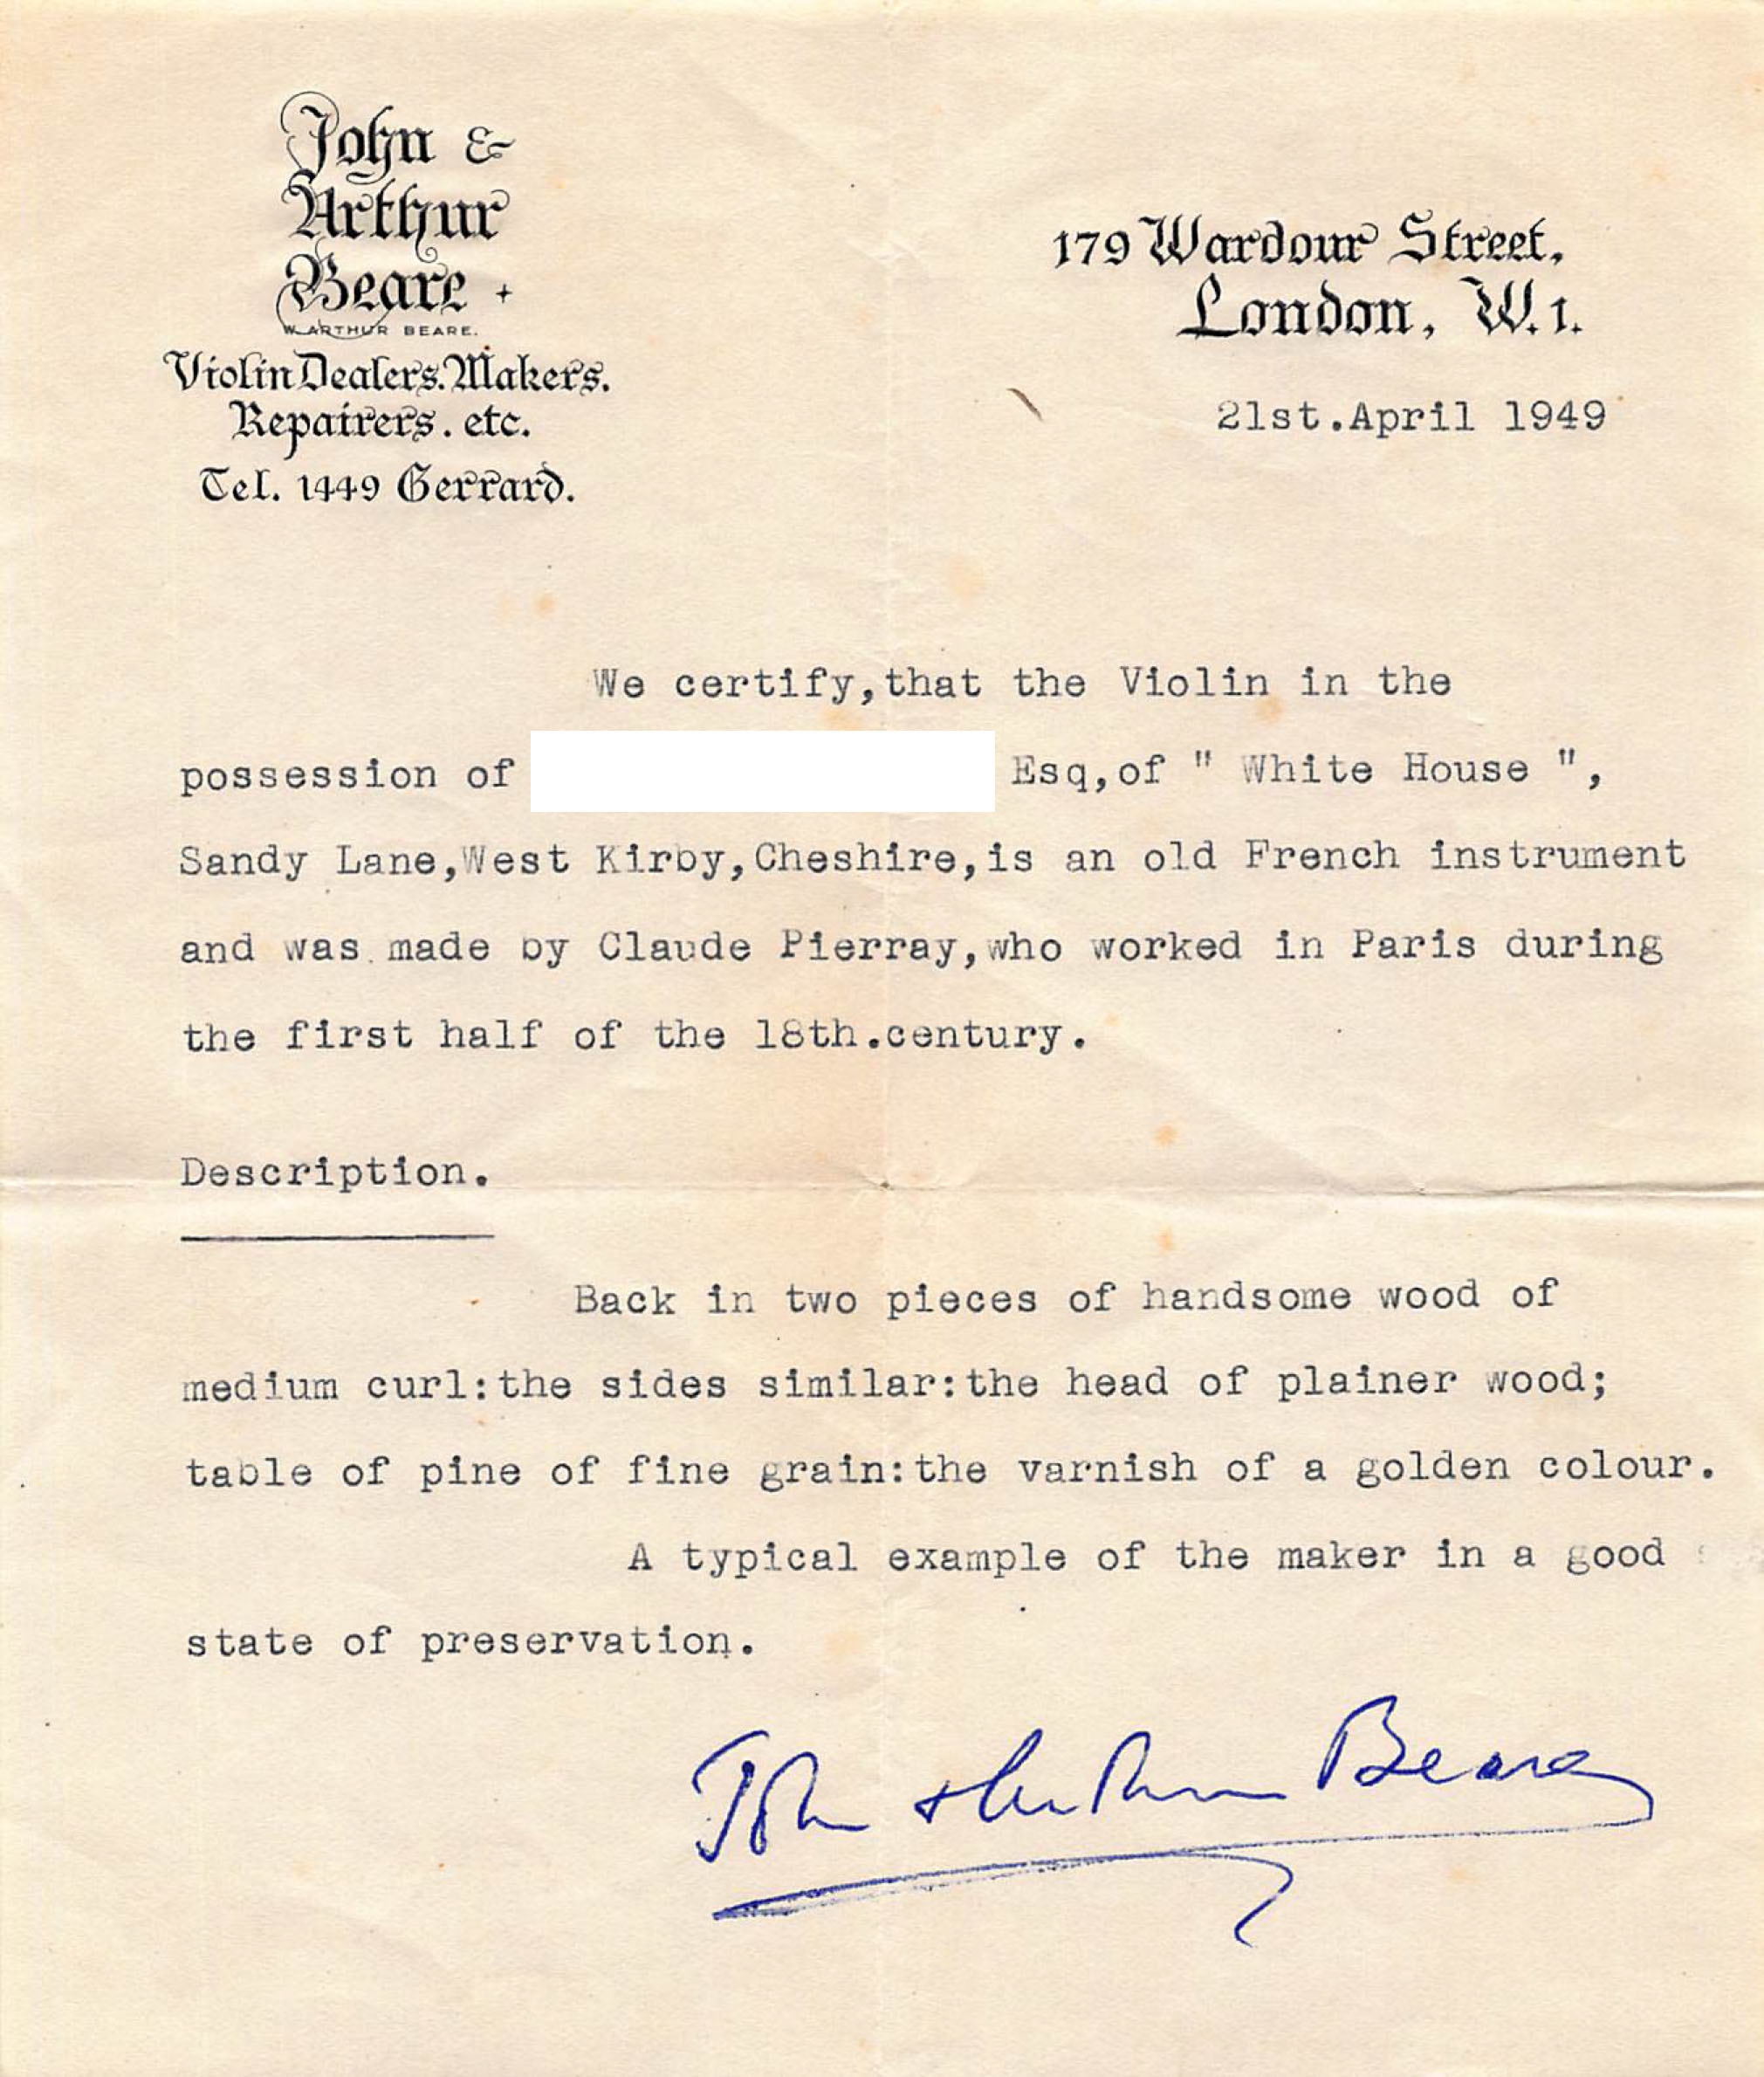 John &
Arthur
Beare +
W. ARTHUR BEARE.
Violin Dealers. Makers.
Repairers. etc.
Tel. 1449 Gerrard.
179 Wardour Street,
London, W.1.
21st.April 1949
We certify,that the Violin in the
possession of Esq,of " White House ",
Sandy Lane,West Kirby,Cheshire,is an old French instrument
and was made by Claude Pierray,who worked in Paris during
the first half of the 18th.century.
Description.
Back in two pieces of handsome wood of
medium curl:the sides similar:the head of plainer wood;
table of pine of fine grain:the varnish of a golden colour.
A typical example of the maker in a good
state of preservation.
John & Arthur Beare